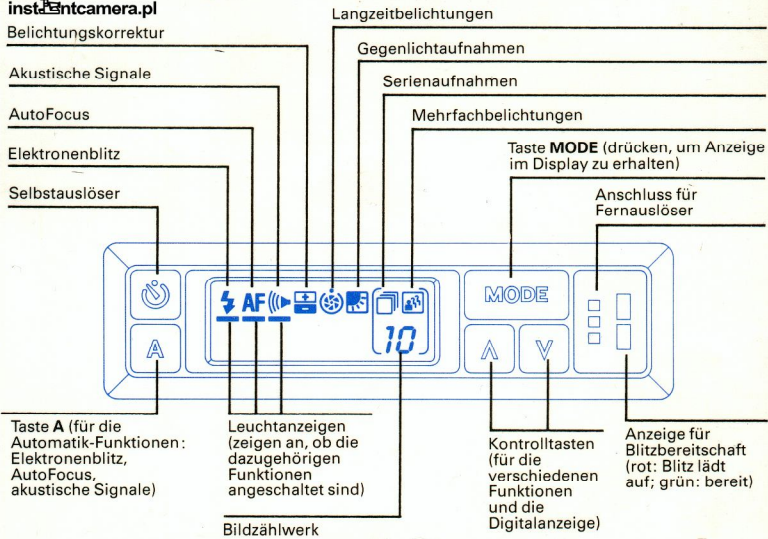 instantcamera.pl
Belichtungskorrektur
Akustische Signale
AutoFocus
Elektronenblitz
Selbstauslöser
Langzeitbelichtungen
Gegenlichtaufnahmen
Serienaufnahmen
Mehrfachbelichtungen
Taste MODE (drücken, um Anzeige
im Display zu erhalten)
Anschluss für
Fernauslöser
AF
10
MODE
A
Taste A (für die
Automatik-Funktionen:
Elektronenblitz,
AutoFocus,
akustische Signale)
Leuchtanzeigen
(zeigen an, ob die
dazugehörigen
Funktionen
angeschaltet sind)
Bildzählwerk
Kontrolltasten
(für die
verschiedenen
Funktionen
und die
Digitalanzeige)
Anzeige für
Blitzbereitschaft
(rot: Blitz lädt
auf; grün: bereit)